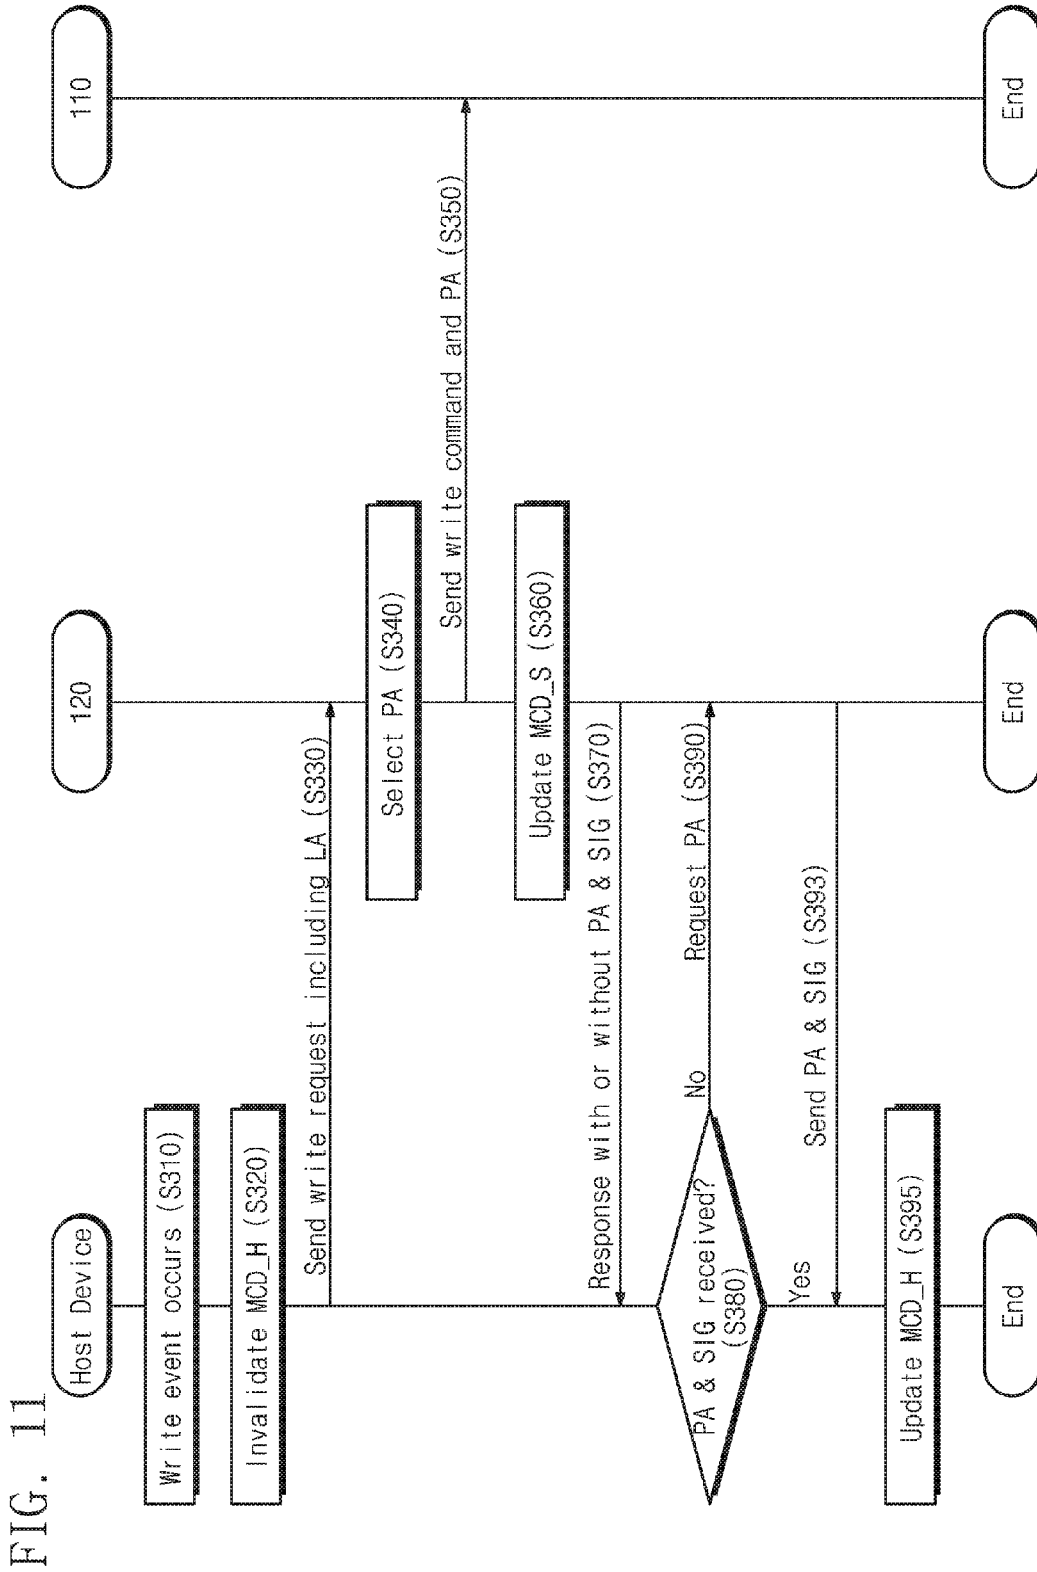 FIG. 11
Host Device
120
110
Write event occurs (S310)
Invalidate MCD_H (S320)
Send write request including LA (S330)
Select PA (S340)
Send write command and PA (S350)
Update MCD_S (S360)
Response with or without PA & SIG (S370)
PA & SIG received?
(S380)
No
Request PA (S390)
Yes
Send PA & SIG (S393)
Update MCD_H (S395)
End
End
End